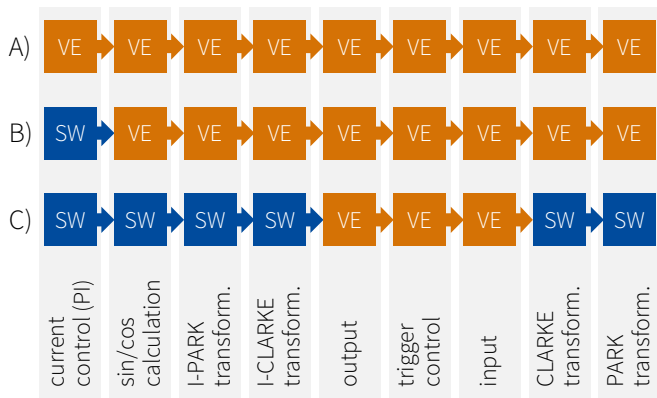 A) VE VE VE VE VE VE VE VE VE
B) SW VE VE VE VE VE VE VE VE
C) SW SW SW SW VE VE VE SW SW
current
control (PI)
sin/cos
calculation
I-PARK
transform.
I-CLARKE
transform.
output
trigger
control
input
CLARKE
transform.
PARK
transform.